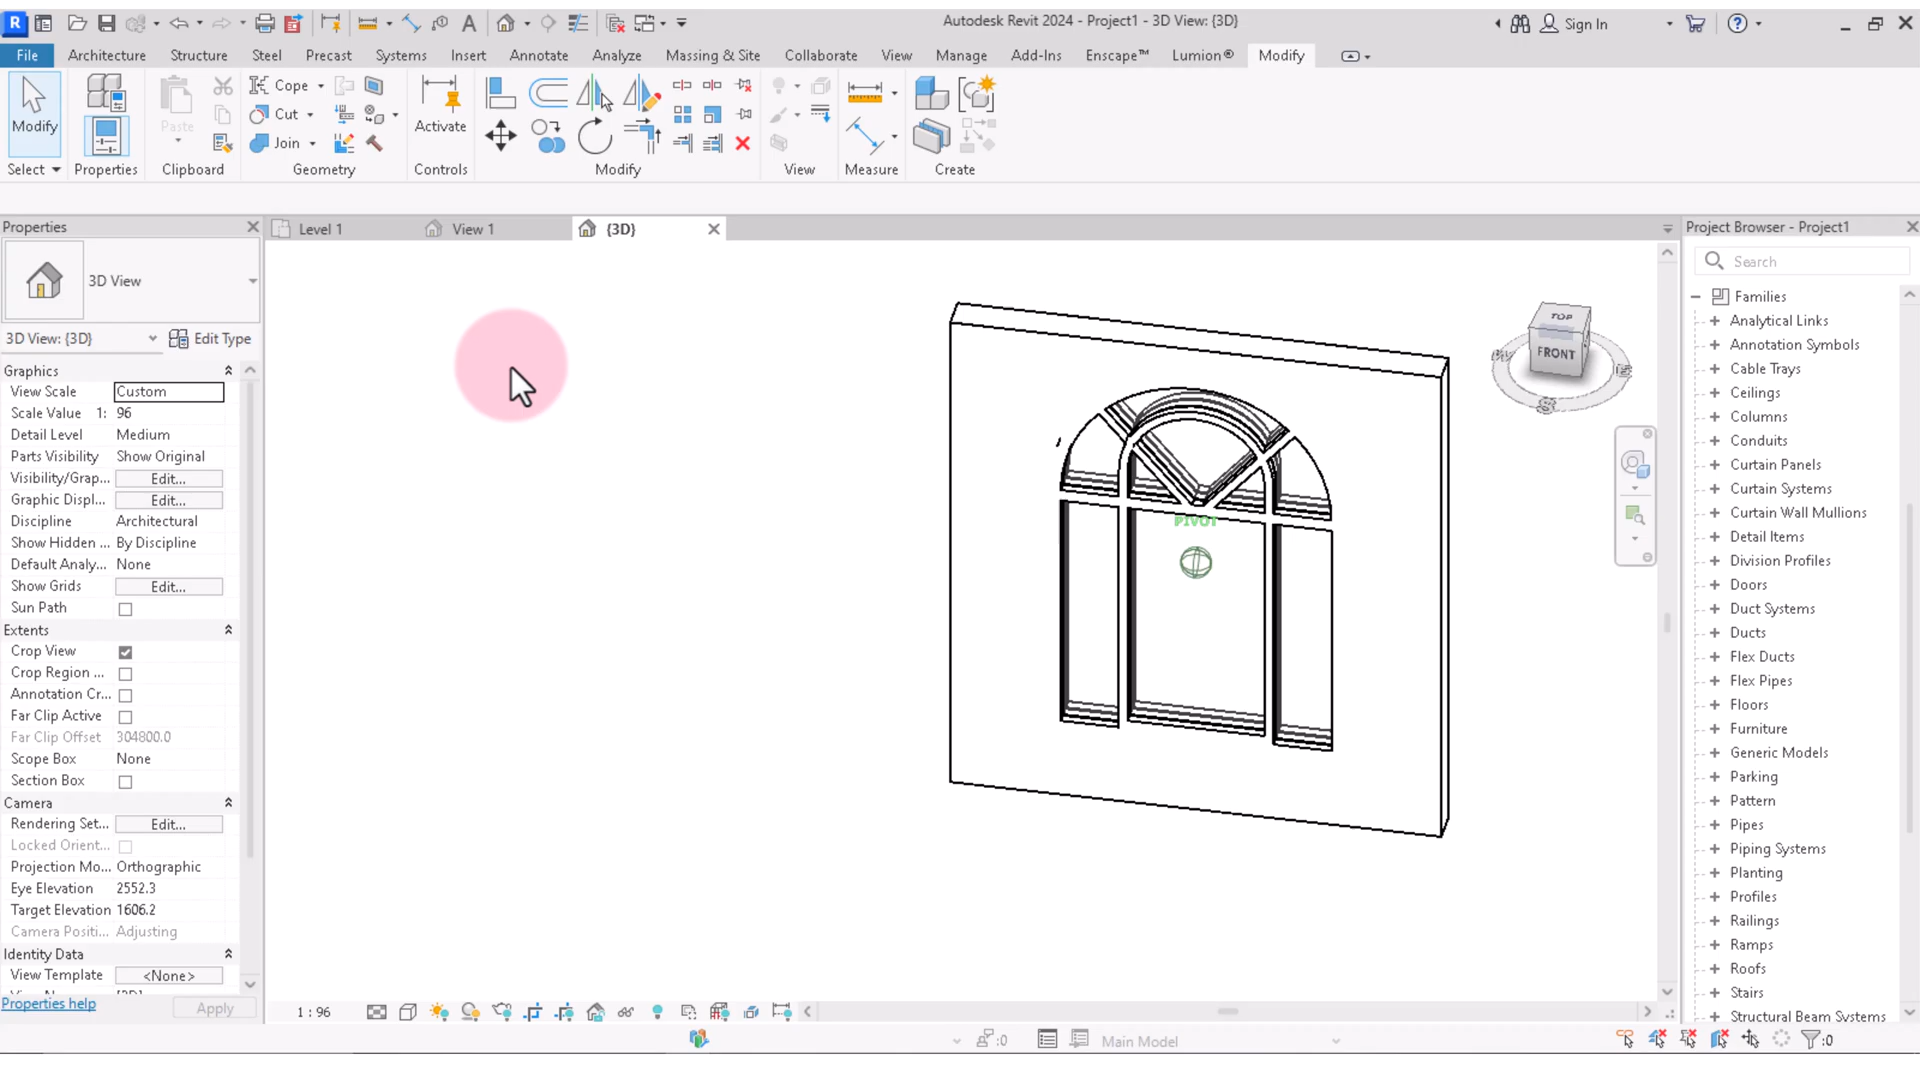 Autodesk Revit 2024 - Project1 - 3D View: {3D}
Sign In
File
Architecture
Structure
Steel
Precast
Systems
Insert
Annotate
Analyze
Massing & Site
Collaborate
View
Manage
Add-Ins
Enscape™
Lumion®
Modify
Modify
Paste
Cope
Cut
Join
Activate
Select
Properties
Clipboard
Geometry
Controls
Modify
View
Measure
Create
Properties
Level 1
View 1
{3D}
Project Browser - Project1
3D View
Search
3D View: {3D}
Edit Type
Graphics
View Scale Custom
Scale Value 1: 96
Detail Level Medium
Parts Visibility Show Original
Visibility/Grap... Edit...
Graphic Displ... Edit...
Discipline Architectural
Show Hidden ... By Discipline
Default Analy... None
Show Grids Edit...
Sun Path
Extents
Crop View
Crop Region ...
Annotation Cr...
Far Clip Active
Far Clip Offset 304800.0
Scope Box None
Section Box
Camera
Rendering Set... Edit...
Locked Orient...
Projection Mo... Orthographic
Eye Elevation 2552.3
Target Elevation 1606.2
Camera Positi... Adjusting
Identity Data
View Template <None>
Properties help
Apply
TOP
FRONT
S
PIVOT
Families
Analytical Links
Annotation Symbols
Cable Trays
Ceilings
Columns
Conduits
Curtain Panels
Curtain Systems
Curtain Wall Mullions
Detail Items
Division Profiles
Doors
Duct Systems
Ducts
Flex Ducts
Flex Pipes
Floors
Furniture
Generic Models
Parking
Pattern
Pipes
Piping Systems
Planting
Profiles
Railings
Ramps
Roofs
Stairs
Structural Beam Systems
1 : 96
:0
Main Model
:0